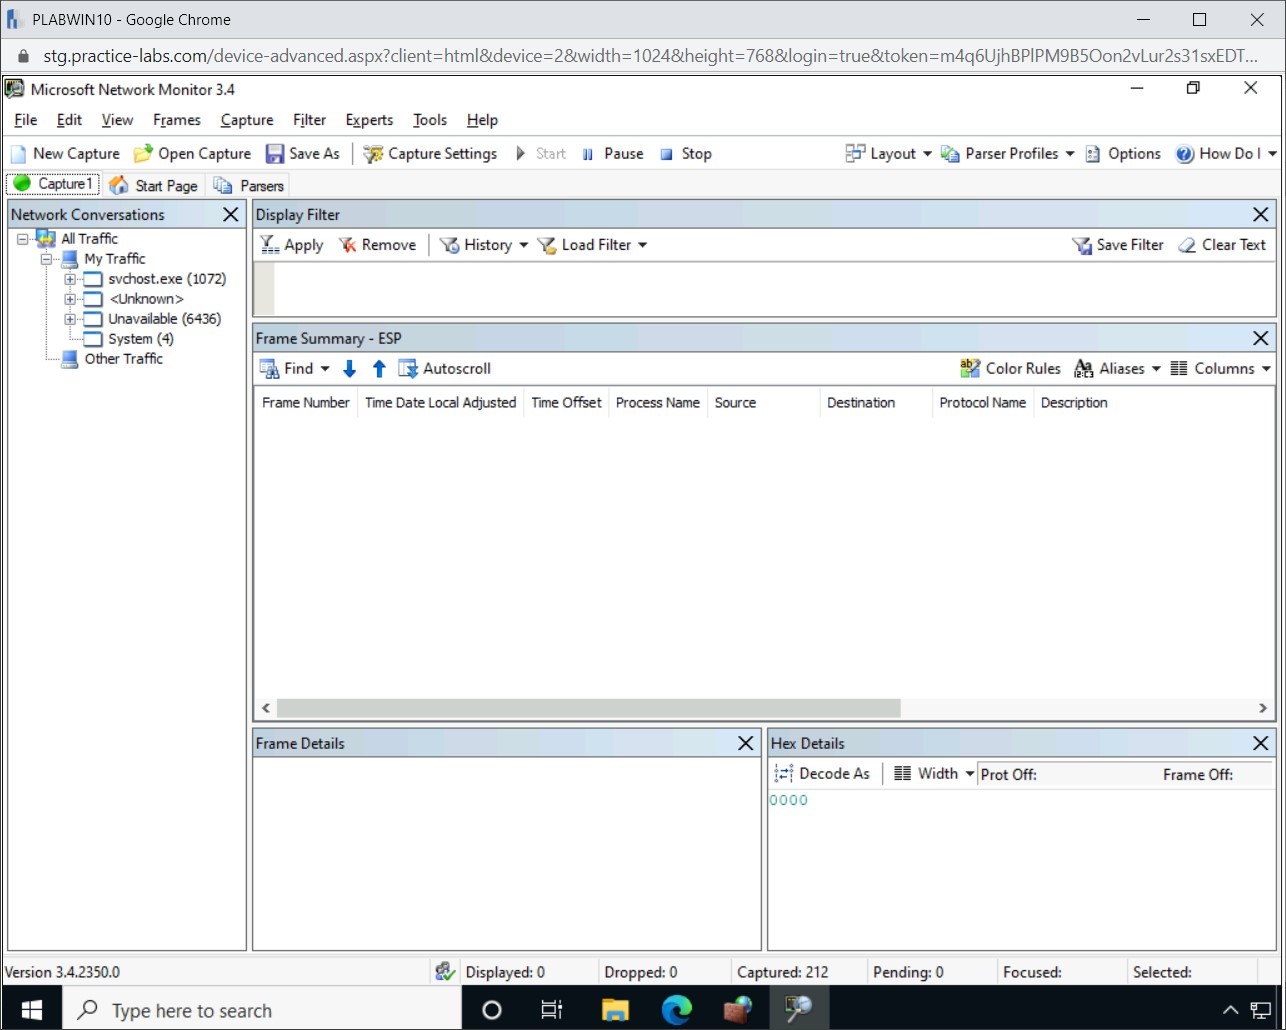 PLABWIN10 - Google Chrome
stg.practice-labs.com/device-advanced.aspx?client=html&device=2&width=1024&height=768&login=true&token=m4q6UjhBPlPM9B5Oon2vLur2s31sxEDT...
Microsoft Network Monitor 3.4
File Edit View Frames Capture Filter Experts Tools Help
New Capture Open Capture Save As Capture Settings Start Pause Stop Layout Parser Profiles Options How Do I
Capture1 Start Page Parsers
Network Conversations
All Traffic
My Traffic
svchost.exe (1072)
<Unknown>
Unavailable (6436)
System (4)
Other Traffic
Display Filter
Apply Remove History Load Filter Save Filter Clear Text
Frame Summary - ESP
Find Autoscroll Color Rules Aliases Columns
Frame Number Time Date Local Adjusted Time Offset Process Name Source Destination Protocol Name Description
Frame Details
Hex Details
Decode As Width Prot Off: Frame Off:
0000
Version 3.4.2350.0 Displayed: 0 Dropped: 0 Captured: 212 Pending: 0 Focused: Selected:
Type here to search